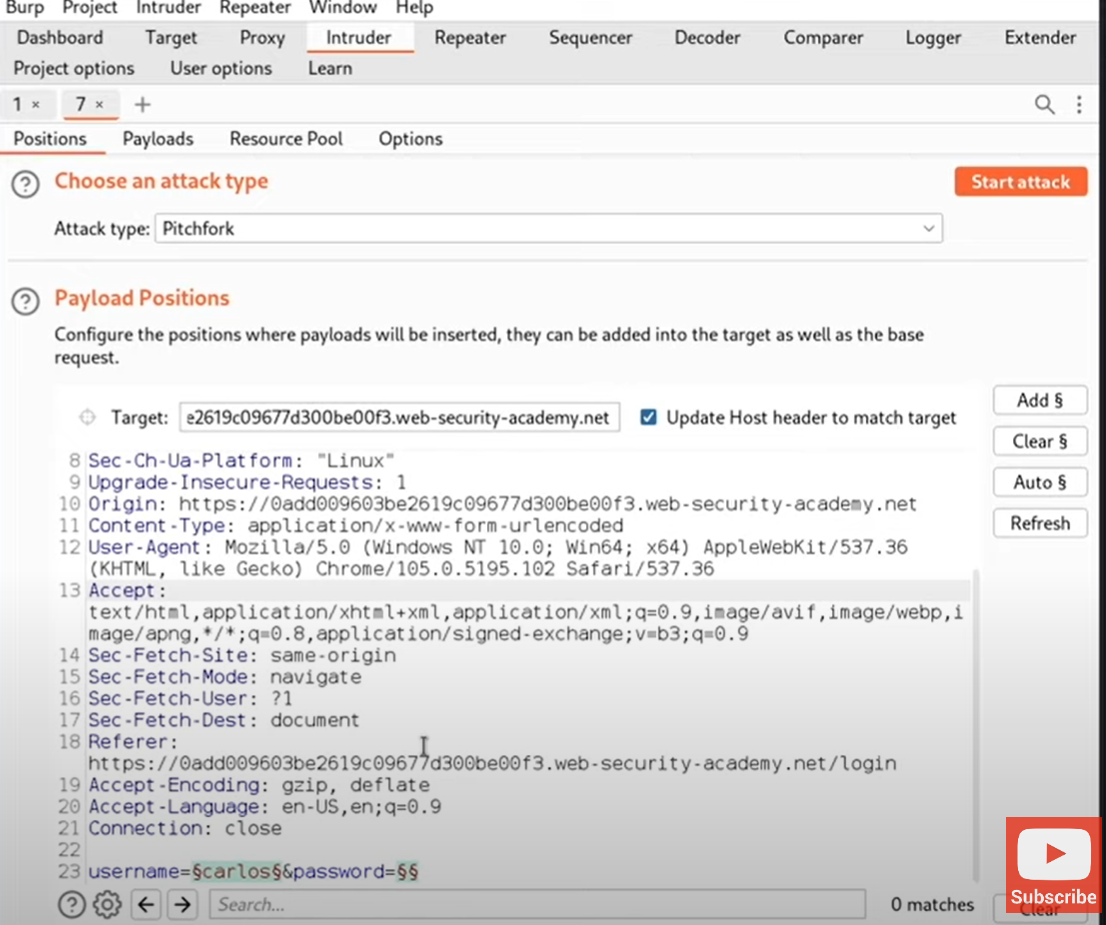 Burp Project Intruder Repeater Window Help
Dashboard Target Proxy Intruder Repeater Sequencer Decoder Comparer Logger Extender
Project options User options Learn
1 × 7 × +
Positions Payloads Resource Pool Options
? Choose an attack type Start attack
Attack type: Pitchfork
? Payload Positions
Configure the positions where payloads will be inserted, they can be added into the target as well as the base
request.
Add §
Target: e2619c09677d300be00f3.web-security-academy.net Update Host header to match target
Clear §
Auto §
Refresh
8 Sec-Ch-Ua-Platform: "Linux"
9 Upgrade-Insecure-Requests: 1
10 Origin: https://0add009603be2619c09677d300be00f3.web-security-academy.net
11 Content-Type: application/x-www-form-urlencoded
12 User-Agent: Mozilla/5.0 (Windows NT 10.0; Win64; x64) AppleWebKit/537.36
(KHTML, like Gecko) Chrome/105.0.5195.102 Safari/537.36
13 Accept:
text/html,application/xhtml+xml,application/xml;q=0.9,image/avif,image/webp,i
mage/apng,*/*;q=0.8,application/signed-exchange;v=b3;q=0.9
14 Sec-Fetch-Site: same-origin
15 Sec-Fetch-Mode: navigate
16 Sec-Fetch-User: ?1
17 Sec-Fetch-Dest: document
18 Referer:
https://0add009603be2619c09677d300be00f3.web-security-academy.net/login
19 Accept-Encoding: gzip, deflate
20 Accept-Language: en-US,en;q=0.9
21 Connection: close
22
23 username=§carlos§&password=§§
? Search... 0 matches Clear
Subscribe